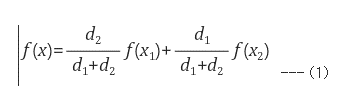 f(x)= d₂/(d₁+d₂) f(x₁)+ d₁/(d₁+d₂) f(x₂) --- (1)